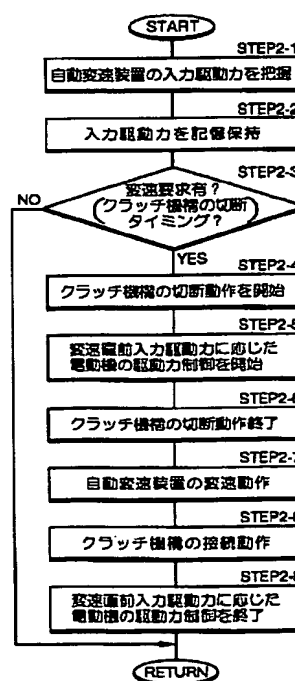 START
STEP2-1
自動変速装置の入力駆動力を把握
STEP2-2
入力駆動力を記憶保持
STEP2-3
変速要求有?
(クラッチ機構の切断
タイミング?)
NO
YES
STEP2-4
クラッチ機構の切断動作を開始
STEP2-5
変速直前入力駆動力に応じた
電動機の駆動力制御を開始
STEP2-6
クラッチ機構の切断動作終了
STEP2-7
自動変速装置の変速動作
STEP2-8
クラッチ機構の接続動作
STEP2-
変速直前入力駆動力に応じた
電動機の駆動力制御を終了
RETURN